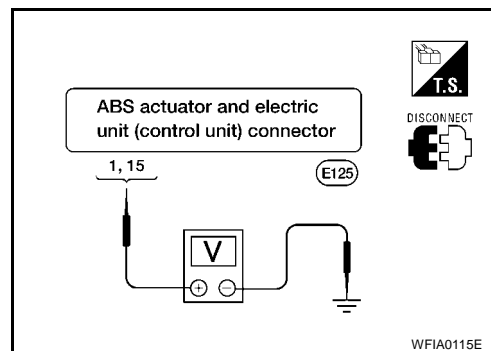 T.S.
DISCONNECT
ABS actuator and electric
unit (control unit) connector
1, 15
E125
V
+ −
WFIA0115E